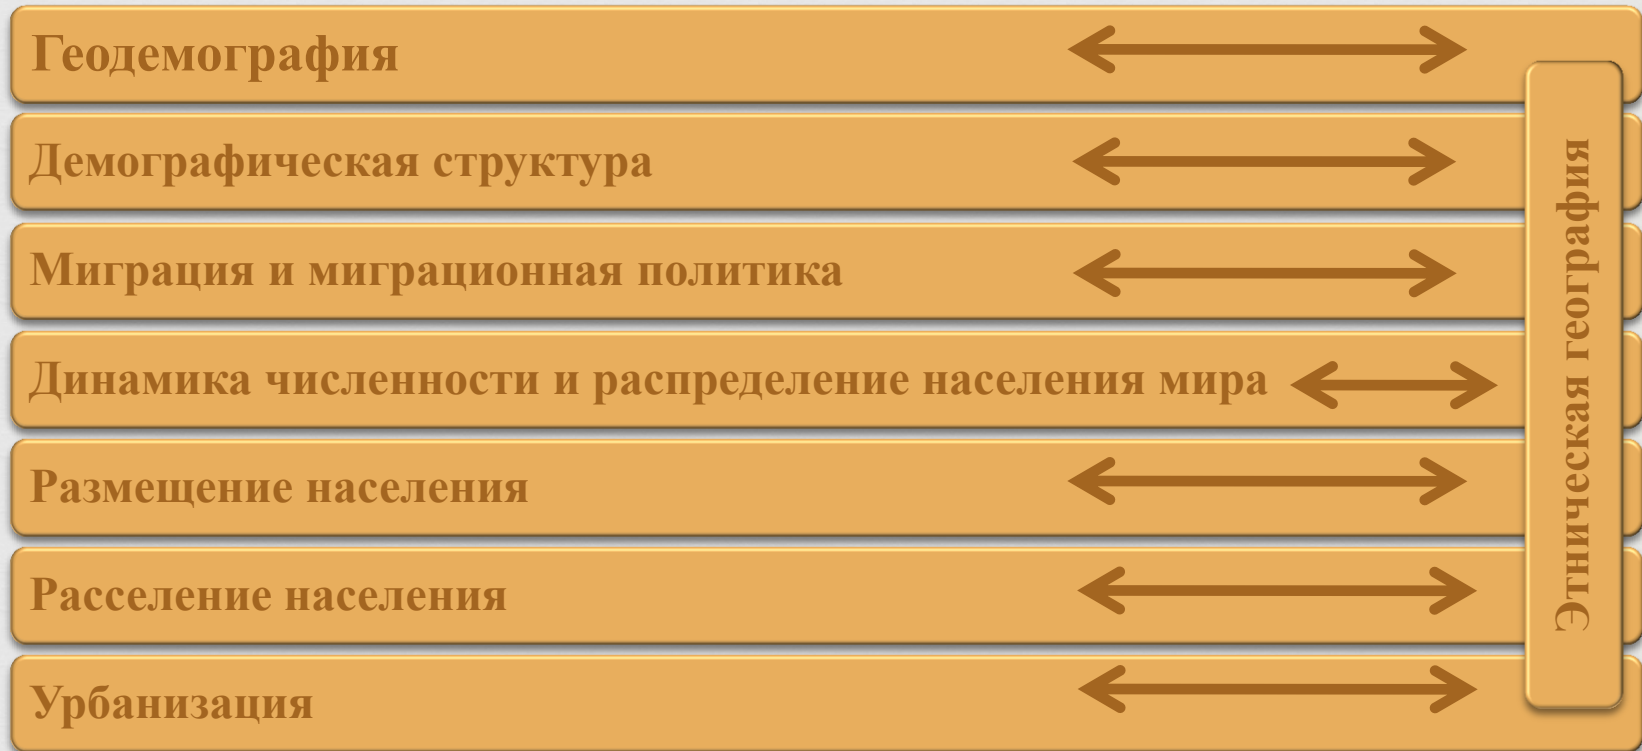 Геодемография
Демографическая структура
Миграция и миграционная политика
Динамика численности и распределение населения мира
Размещение населения
Расселение населения
Урбанизация
Этническая география